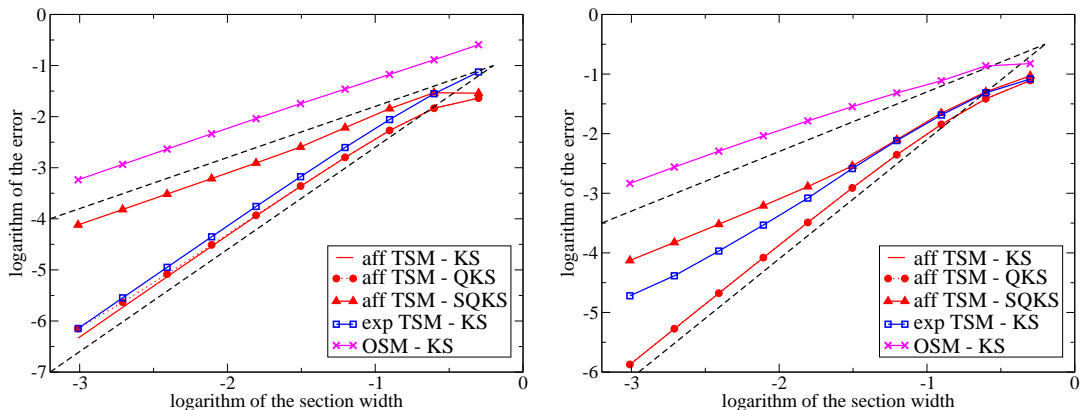 0
-1
-2
-3
-4
-5
-6
-7
logarithm of the error
aff TSM - KS
aff TSM - QKS
aff TSM - SQKS
exp TSM - KS
OSM - KS
-3
-2
-1
0
logarithm of the section width
0
-1
-2
-3
-4
-5
-6
logarithm of the error
aff TSM - KS
aff TSM - QKS
aff TSM - SQKS
exp TSM - KS
OSM - KS
-3
-2
-1
0
logarithm of the section width